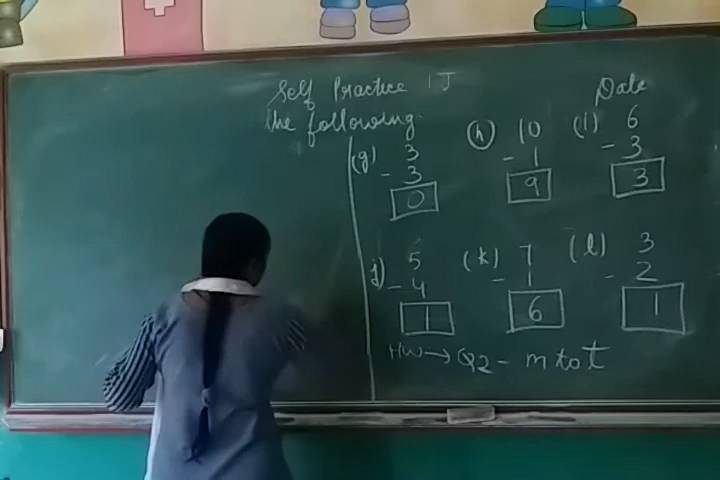 Self Practice 1J Date
the following.
(g) 3 (h) 10 (i) 6
- 3 - 1 - 3
0 9 3
(j) 5 (k) 7 (l) 3
- 4 - 1 - 2
1 6 1
HW → Q2 - m to t